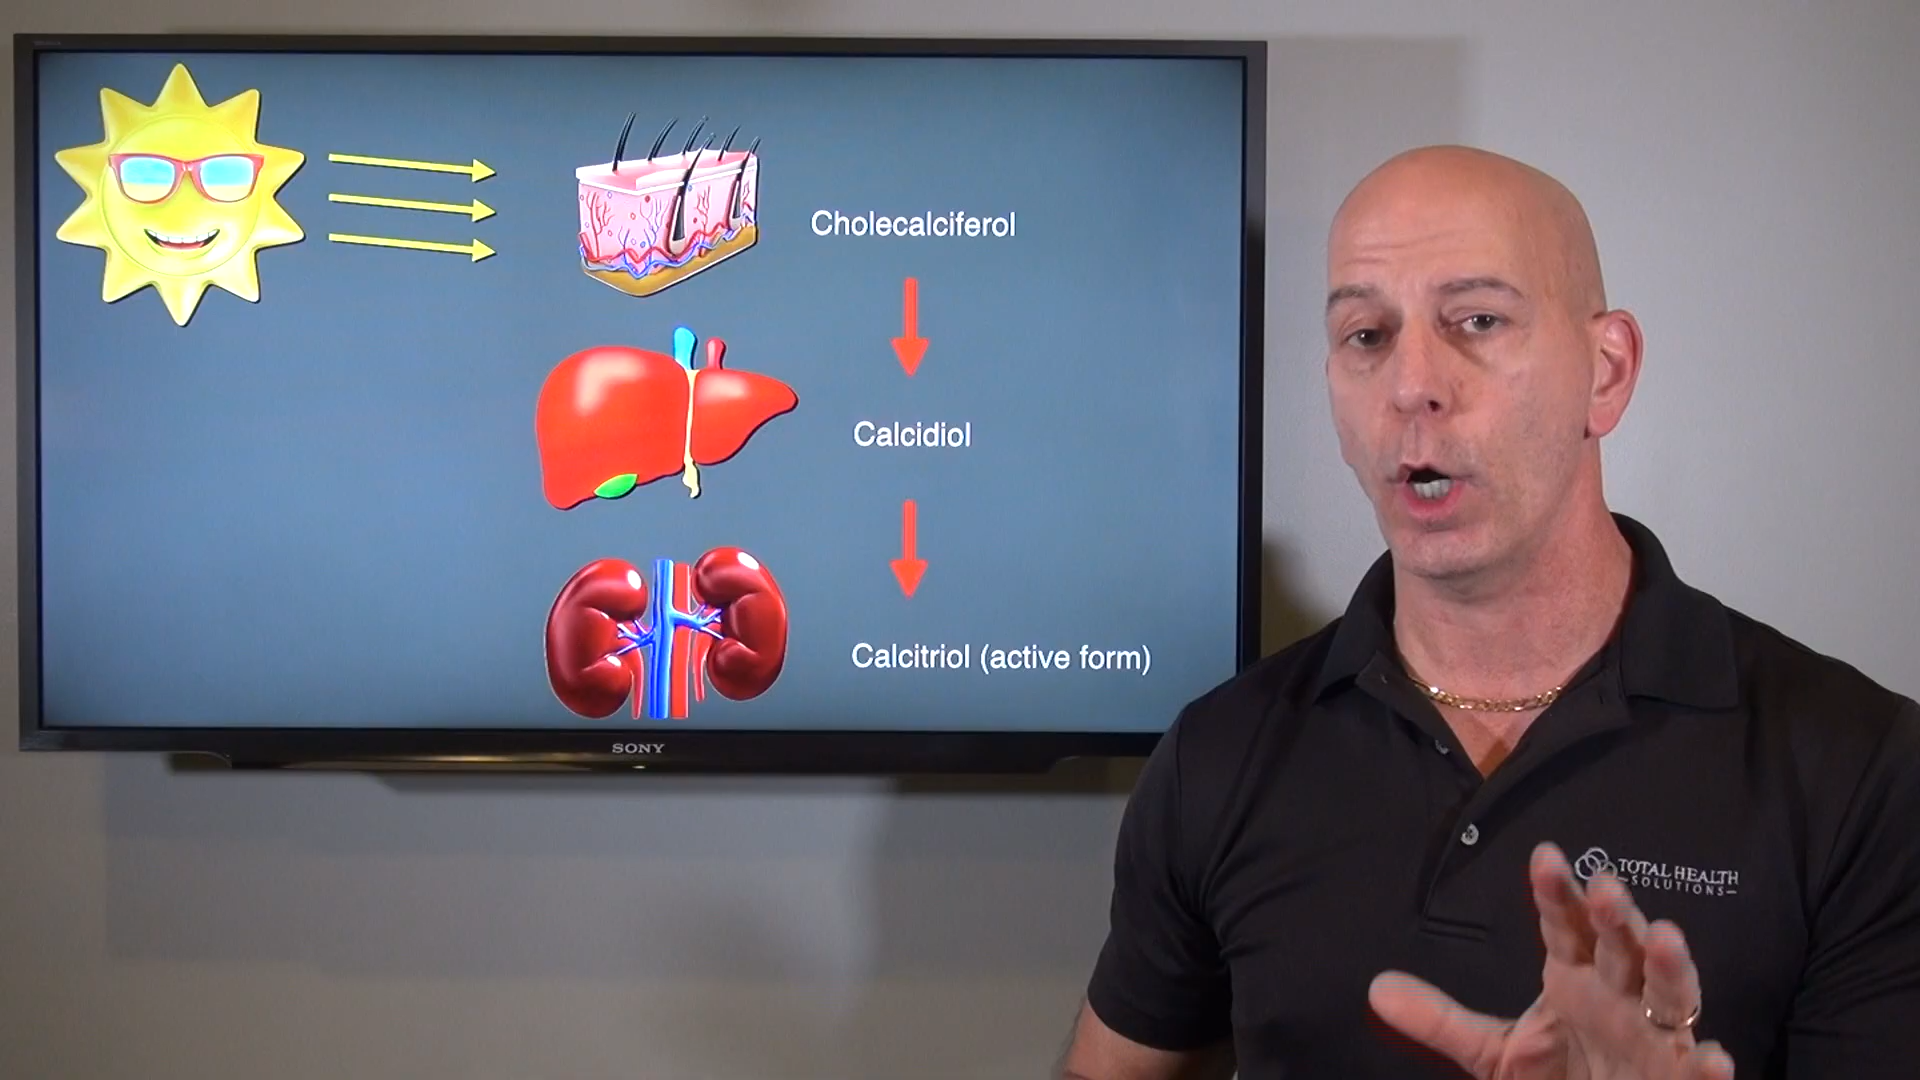 Cholecalciferol
Calcidiol
Calcitriol (active form)
SONY
TOTAL HEALTH
-SOLUTIONS-